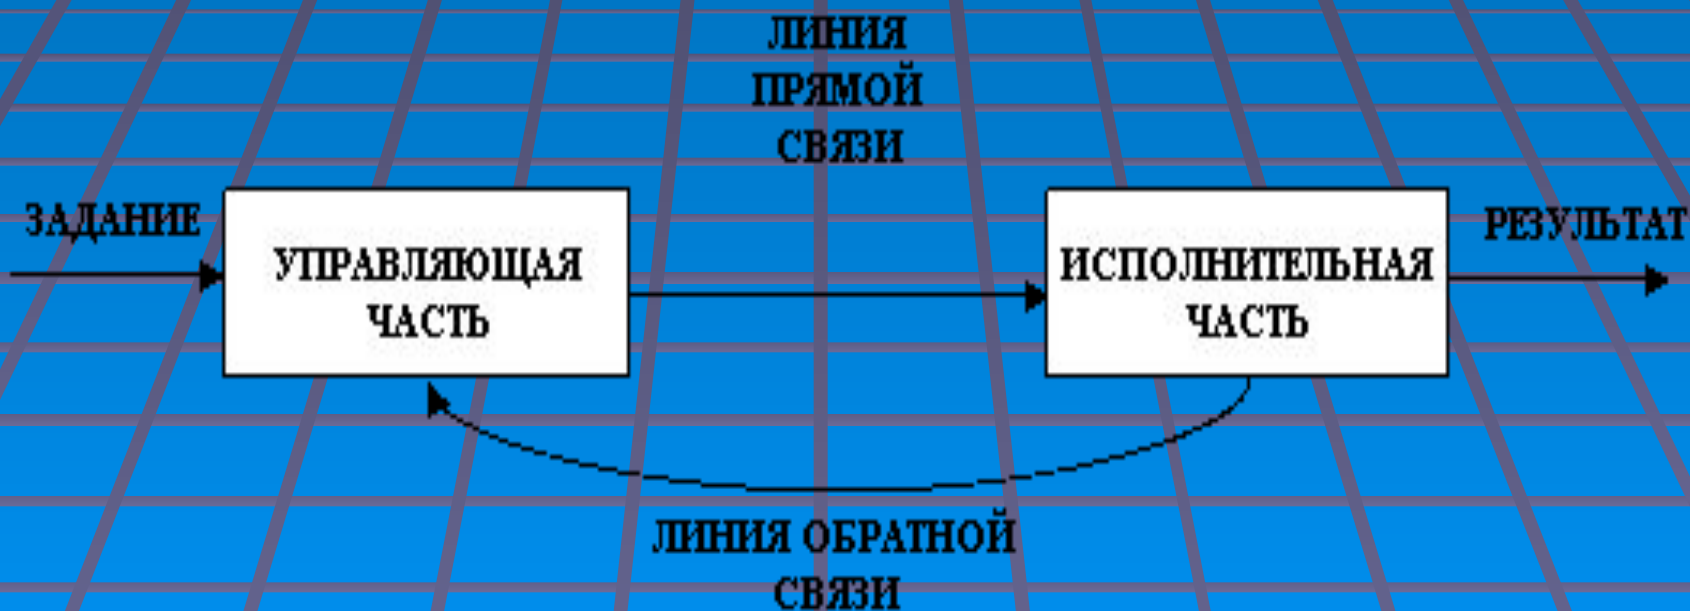 ЛИНИЯ
ПРЯМОЙ
СВЯЗИ
ЗАДАНИЕ
УПРАВЛЯЮЩАЯ
ЧАСТЬ
ИСПОЛНИТЕЛЬНАЯ
ЧАСТЬ
РЕЗУЛЬТАТ
ЛИНИЯ ОБРАТНОЙ
СВЯЗИ